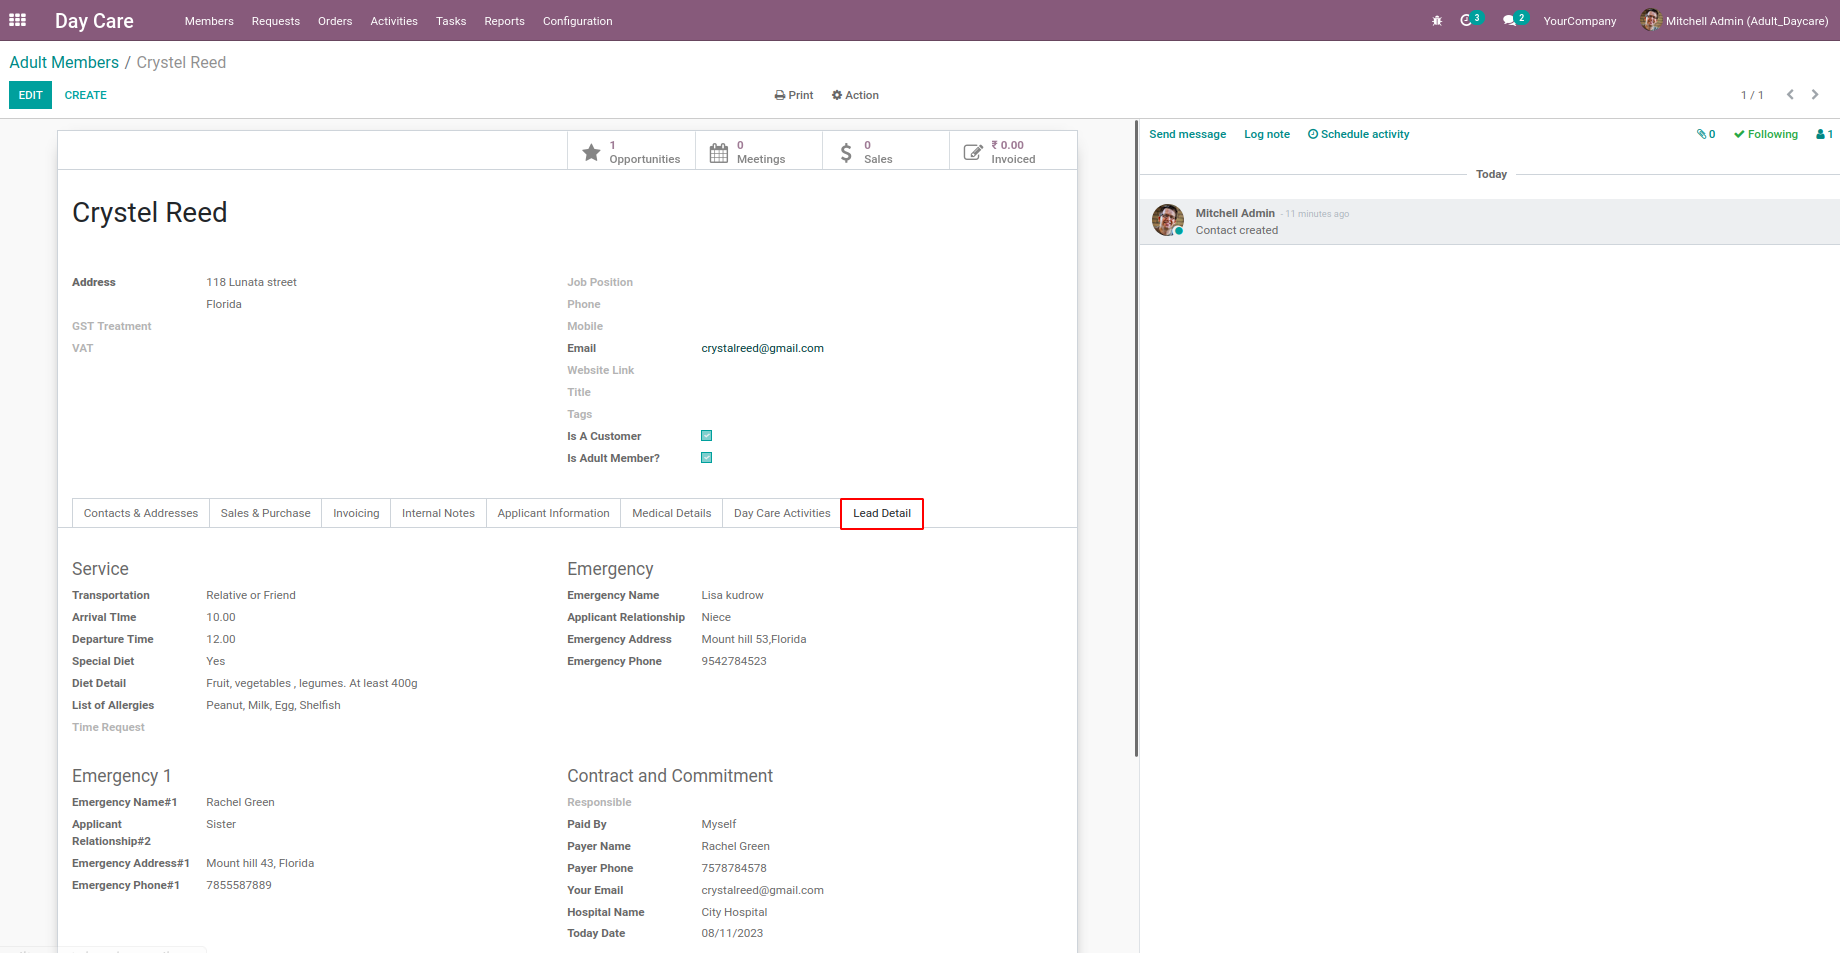 Day Care
Members Requests Orders Activities Tasks Reports Configuration
3 2 YourCompany Mitchell Admin (Adult_Daycare)
Adult Members / Crystel Reed
EDIT CREATE Print Action 1 / 1
1 Opportunities
0 Meetings
0 Sales
₹ 0.00 Invoiced
Send message Log note Schedule activity 0 Following 1
Today
Mitchell Admin - 11 minutes ago
Contact created
Crystel Reed
Address 118 Lunata street
Florida
GST Treatment
VAT
Job Position
Phone
Mobile
Email crystalreed@gmail.com
Website Link
Title
Tags
Is A Customer
Is Adult Member?
Contacts & Addresses Sales & Purchase Invoicing Internal Notes Applicant Information Medical Details Day Care Activities Lead Detail
Service
Transportation Relative or Friend
Arrival TIme 10.00
Departure Time 12.00
Special Diet Yes
Diet Detail Fruit, vegetables , legumes. At least 400g
List of Allergies Peanut, Milk, Egg, Shelfish
Time Request
Emergency
Emergency Name Lisa kudrow
Applicant Relationship Niece
Emergency Address Mount hill 53,Florida
Emergency Phone 9542784523
Emergency 1
Emergency Name#1 Rachel Green
Applicant Sister
Relationship#2
Emergency Address#1 Mount hill 43, Florida
Emergency Phone#1 7855587889
Contract and Commitment
Responsible
Paid By Myself
Payer Name Rachel Green
Payer Phone 7578784578
Your Email crystalreed@gmail.com
Hospital Name City Hospital
Today Date 08/11/2023